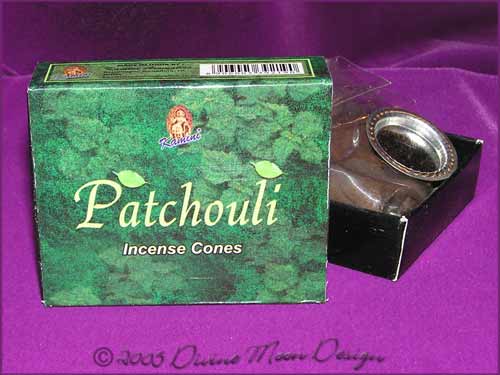 Kamini
Patchouli
Incense Cones
© 2005 Divine Moon Design